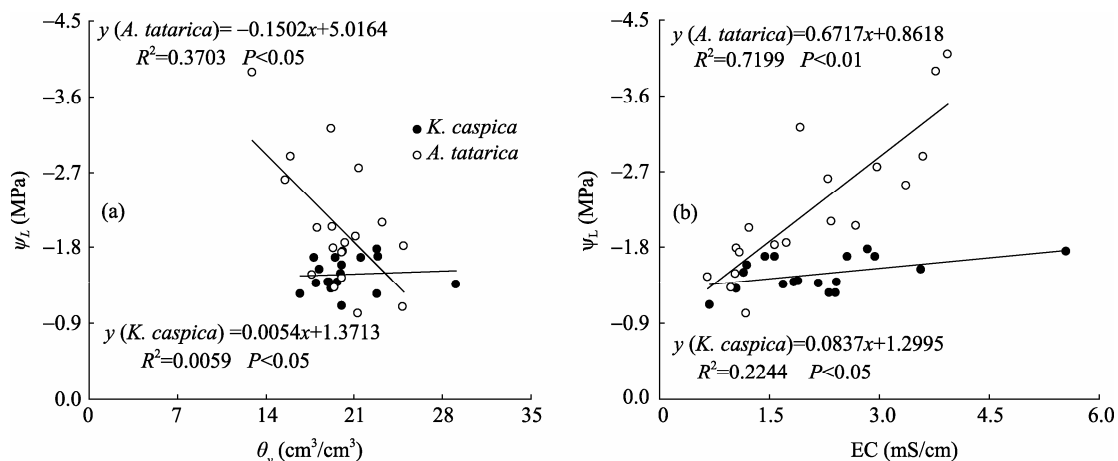 −4.5
−3.6
−2.7
−1.8
−0.9
0.0
ψL (MPa)
y (A. tatarica)= −0.1502x+5.0164
R²=0.3703 P<0.05
K. caspica
A. tatarica
(a)
y (K. caspica) =0.0054x+1.3713
R²=0.0059 P<0.05
0 7 14 21 28 35
θv (cm³/cm³)
−4.5
−3.6
−2.7
−1.8
−0.9
0.0
ψL (MPa)
y (A. tatarica)=0.6717x+0.8618
R²=0.7199 P<0.01
(b)
y (K. caspica)=0.0837x+1.2995
R²=0.2244 P<0.05
0 1.5 3.0 4.5 6.0
EC (mS/cm)